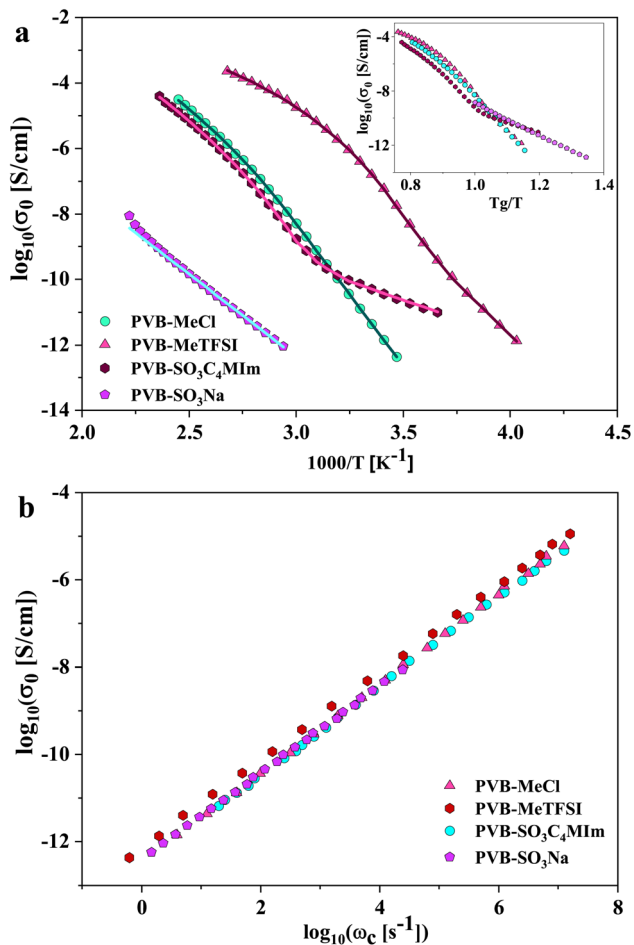 a
-2
-4
-6
-8
-10
-12
-14
log₁₀(σ₀ [S/cm])
2.0
2.5
3.0
3.5
4.0
4.5
1000/T [K⁻¹]
PVB-MeCl
PVB-MeTFSI
PVB-SO₃C₄MIm
PVB-SO₃Na
-4
-8
-12
log₁₀(σ₀ [S/cm])
0.8
1.0
1.2
1.4
Tg/T
b
-4
-6
-8
-10
-12
log₁₀(σ₀ [S/cm])
0
2
4
6
8
log₁₀(ω𝒸 [s⁻¹])
PVB-MeCl
PVB-MeTFSI
PVB-SO₃C₄MIm
PVB-SO₃Na